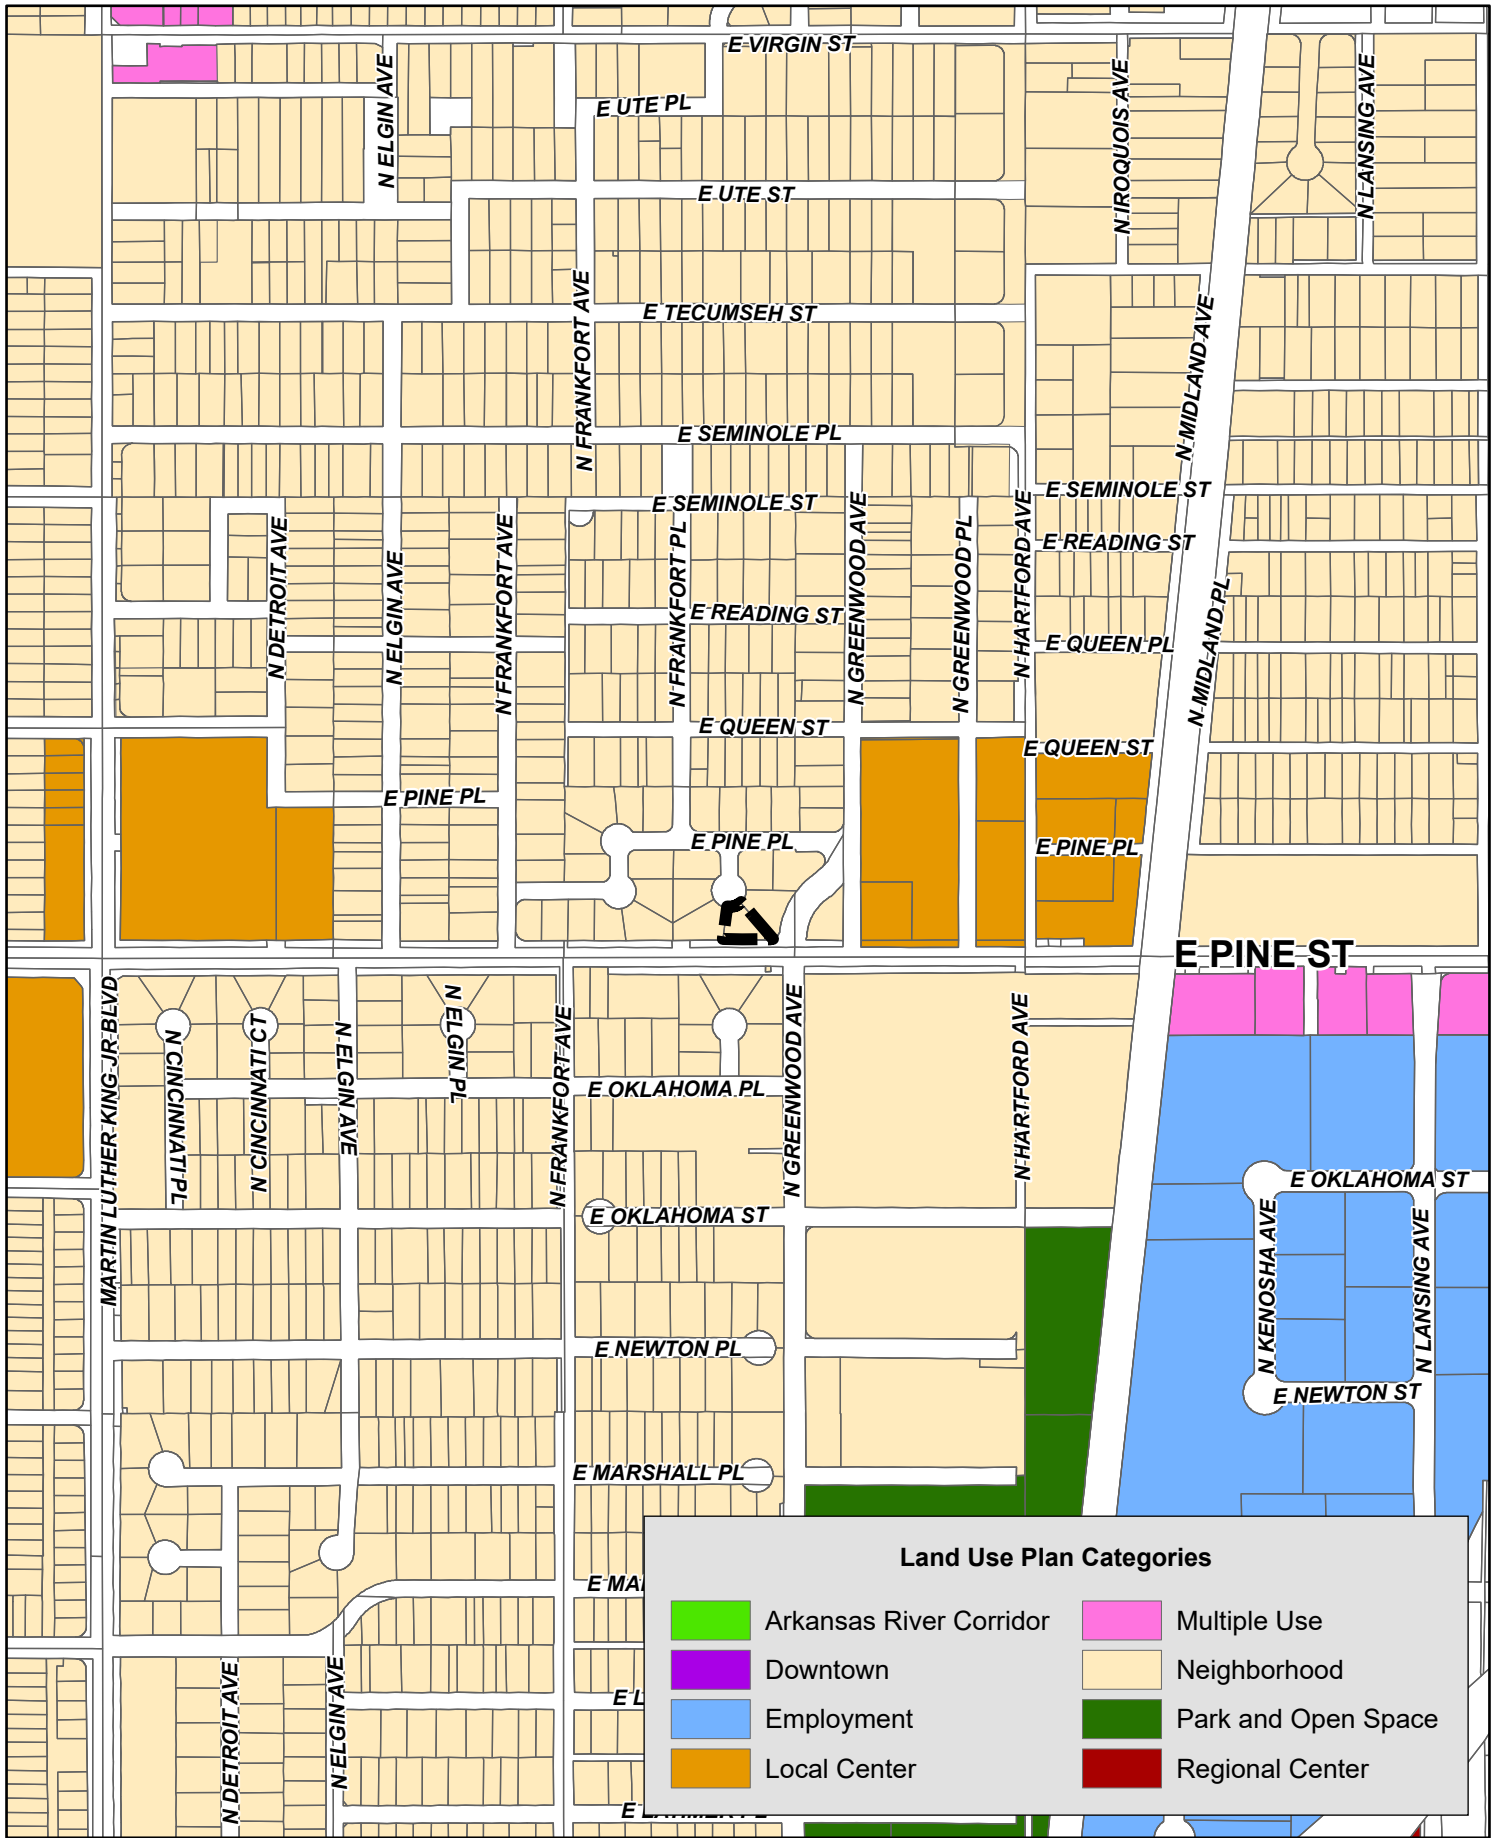 E VIRGIN ST
N ELGIN AVE
E UTE PL
N IROQUOIS AVE
N LANSING AVE
E UTE ST
N FRANKFORT AVE
E TECUMSEH ST
N MIDLAND AVE
E SEMINOLE PL
E SEMINOLE ST
E SEMINOLE ST
N DETROIT AVE
N ELGIN AVE
N FRANKFORT AVE
N FRANKFORT PL
N GREENWOOD AVE
N GREENWOOD PL
N HARTFORD AVE
E READING ST
E READING ST
N MIDLAND PL
E QUEEN PL
E QUEEN ST
E QUEEN ST
E PINE PL
E PINE PL
E PINE PL
E PINE ST
MARTIN LUTHER KING JR BLVD
N CINCINNATI PL
N CINCINNATI CT
N ELGIN AVE
N ELGIN PL
N FRANKFORT AVE
N GREENWOOD AVE
N HARTFORD AVE
E OKLAHOMA PL
E OKLAHOMA ST
E OKLAHOMA ST
N KENOSHA AVE
N LANSING AVE
E NEWTON PL
E NEWTON ST
E MARSHALL PL
E MA
E L
N DETROIT AVE
N ELGIN AVE
Land Use Plan Categories
Arkansas River Corridor
Downtown
Employment
Local Center
Multiple Use
Neighborhood
Park and Open Space
Regional Center